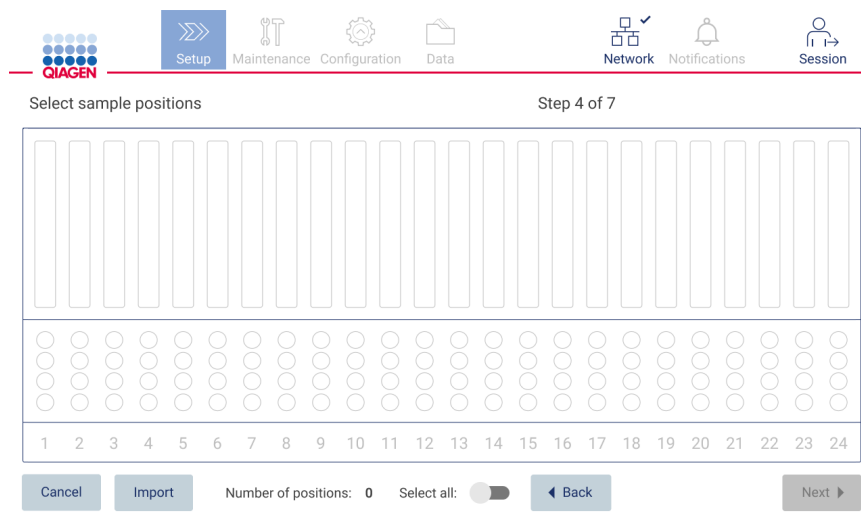 QIAGEN
Setup Maintenance Configuration Data Network Notifications Session
Select sample positions Step 4 of 7
1 2 3 4 5 6 7 8 9 10 11 12 13 14 15 16 17 18 19 20 21 22 23 24
Cancel Import Number of positions: 0 Select all: Back Next